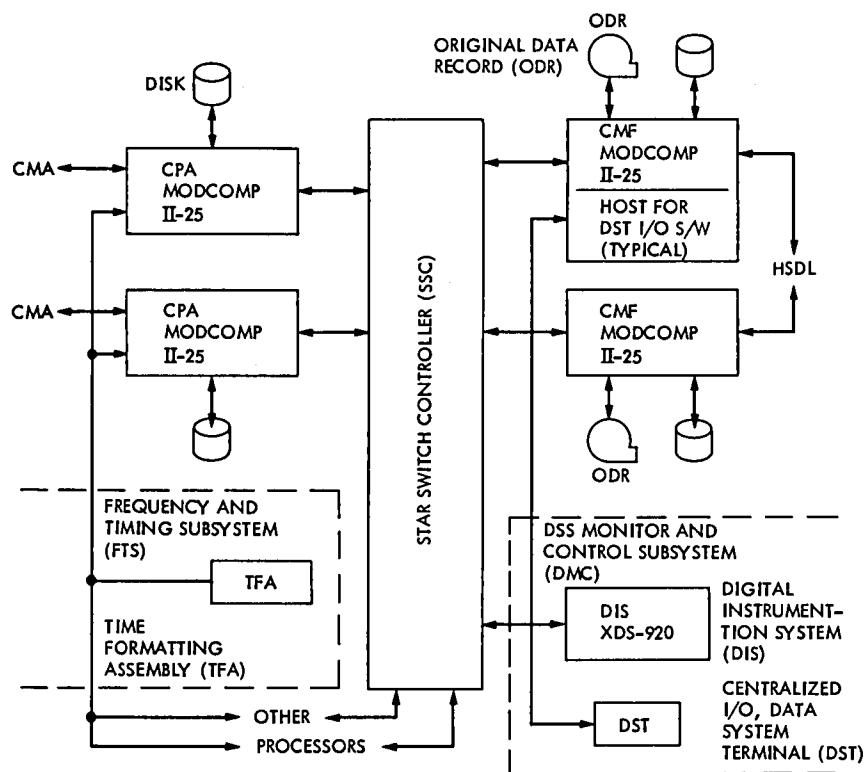 ODR
ORIGINAL DATA
RECORD (ODR)
DISK
CMA
CPA
MODCOMP
II-25
CMF
MODCOMP
II-25
HOST FOR
DST I/O S/W
(TYPICAL)
HSDL
CMA
CPA
MODCOMP
II-25
STAR SWITCH CONTROLLER (SSC)
CMF
MODCOMP
II-25
ODR
FREQUENCY AND
TIMING SUBSYSTEM
(FTS)
TFA
TIME
FORMATTING
ASSEMBLY (TFA)
DSS MONITOR AND
CONTROL SUBSYSTEM
(DMC)
DIS
XDS-920
DIGITAL
INSTRUMEN-
TION SYSTEM
(DIS)
OTHER
PROCESSORS
DST
CENTRALIZED
I/O, DATA
SYSTEM
TERMINAL (DST)